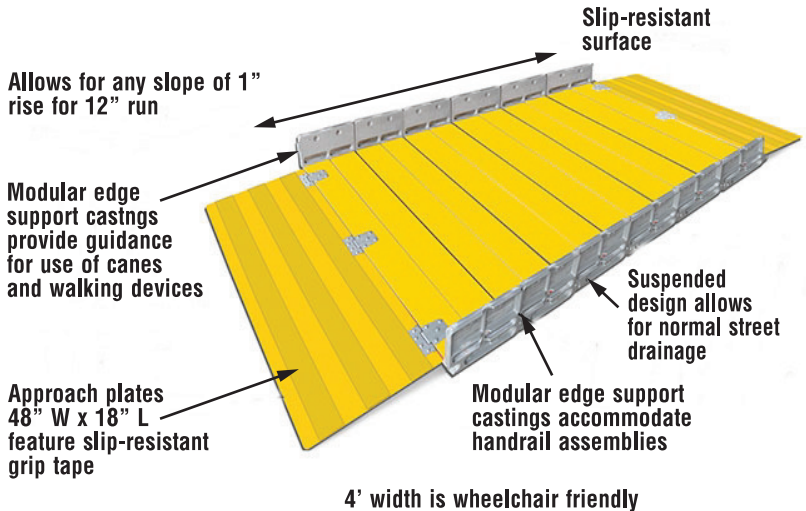 Slip-resistant
surface
Allows for any slope of 1”
rise for 12” run
Modular edge
support castngs
provide guidance
for use of canes
and walking devices
Suspended
design allows
for normal street
drainage
Approach plates
48” W x 18” L
feature slip-resistant
grip tape
Modular edge support
castings accommodate
handrail assemblies
4’ width is wheelchair friendly